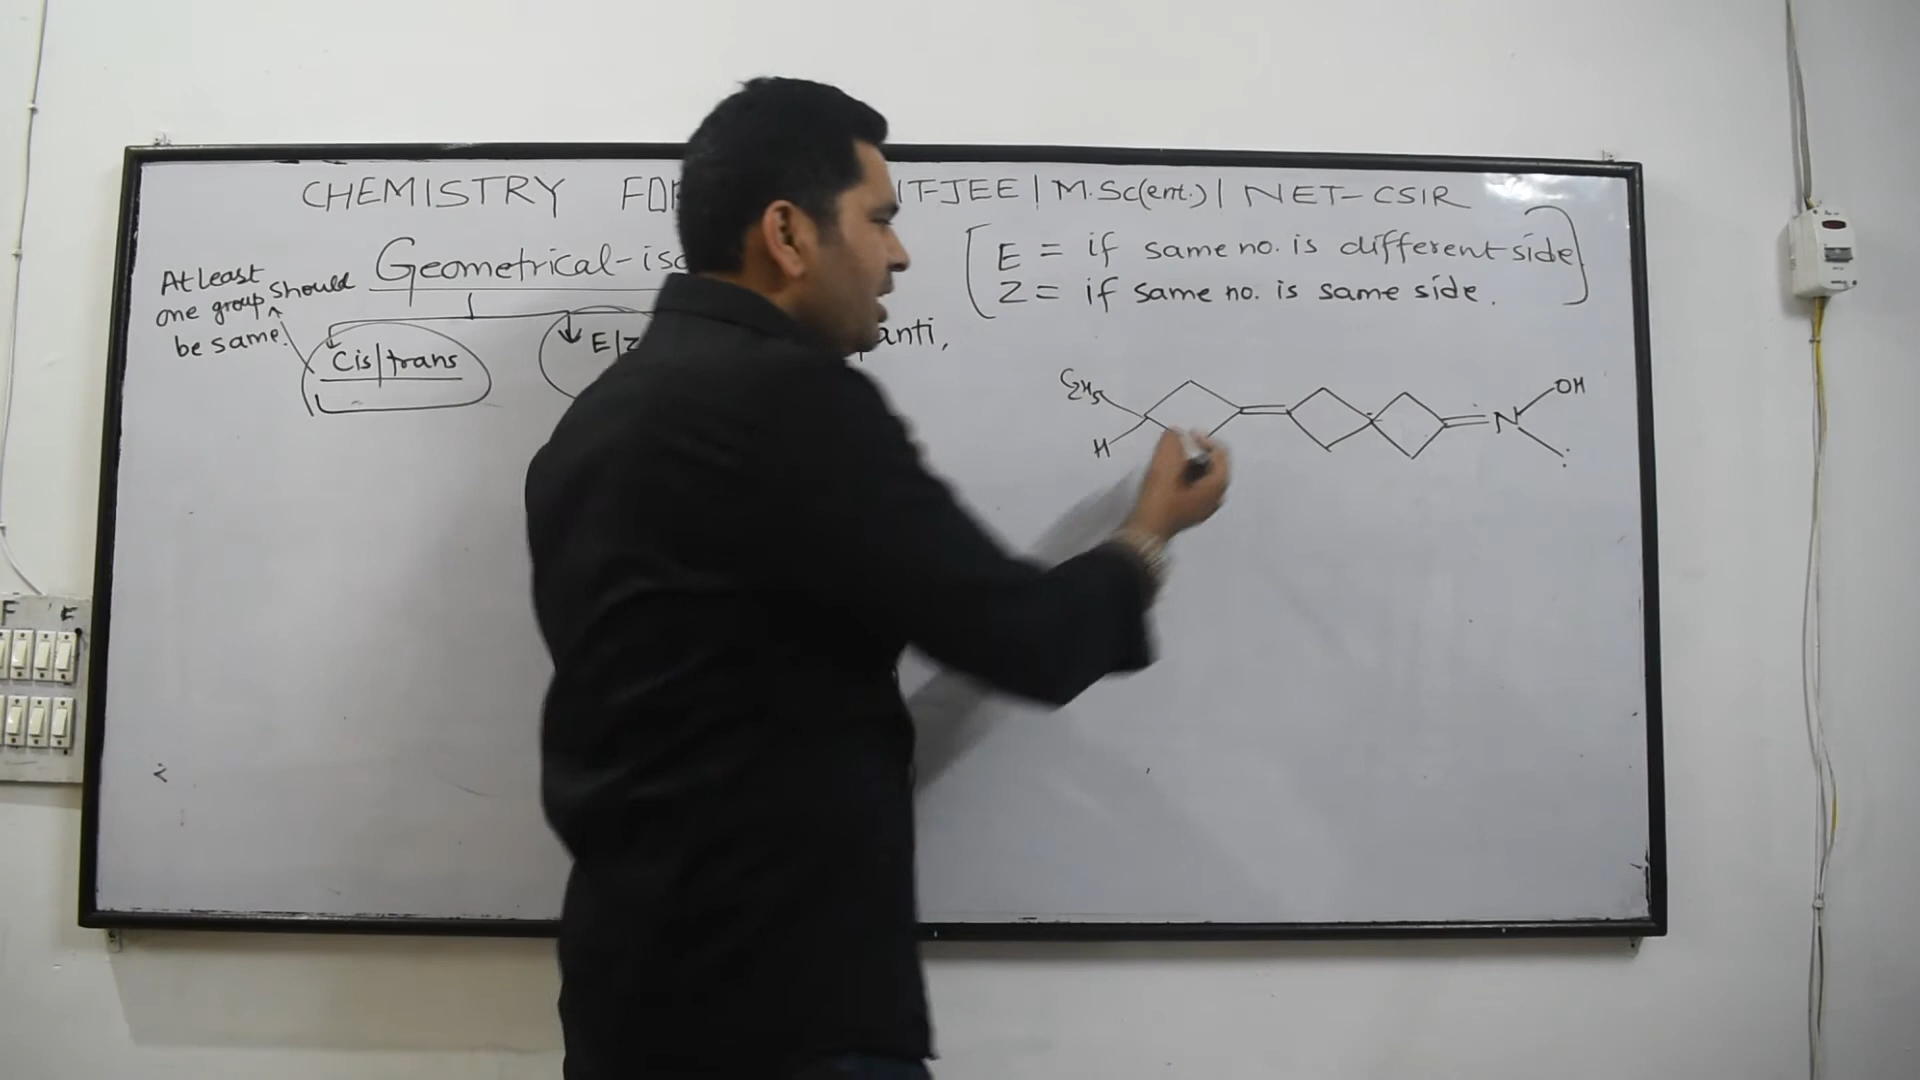 CHEMISTRY FOR IIT-JEE | M.Sc(ent.) | NET-CSIR
Geometrical-iso
At least
one group should
be same.
Cis/trans
E/Z
anti,
E = if same no. is different side
Z = if same no. is same side.
C2H5
H
N
OH
:
F F